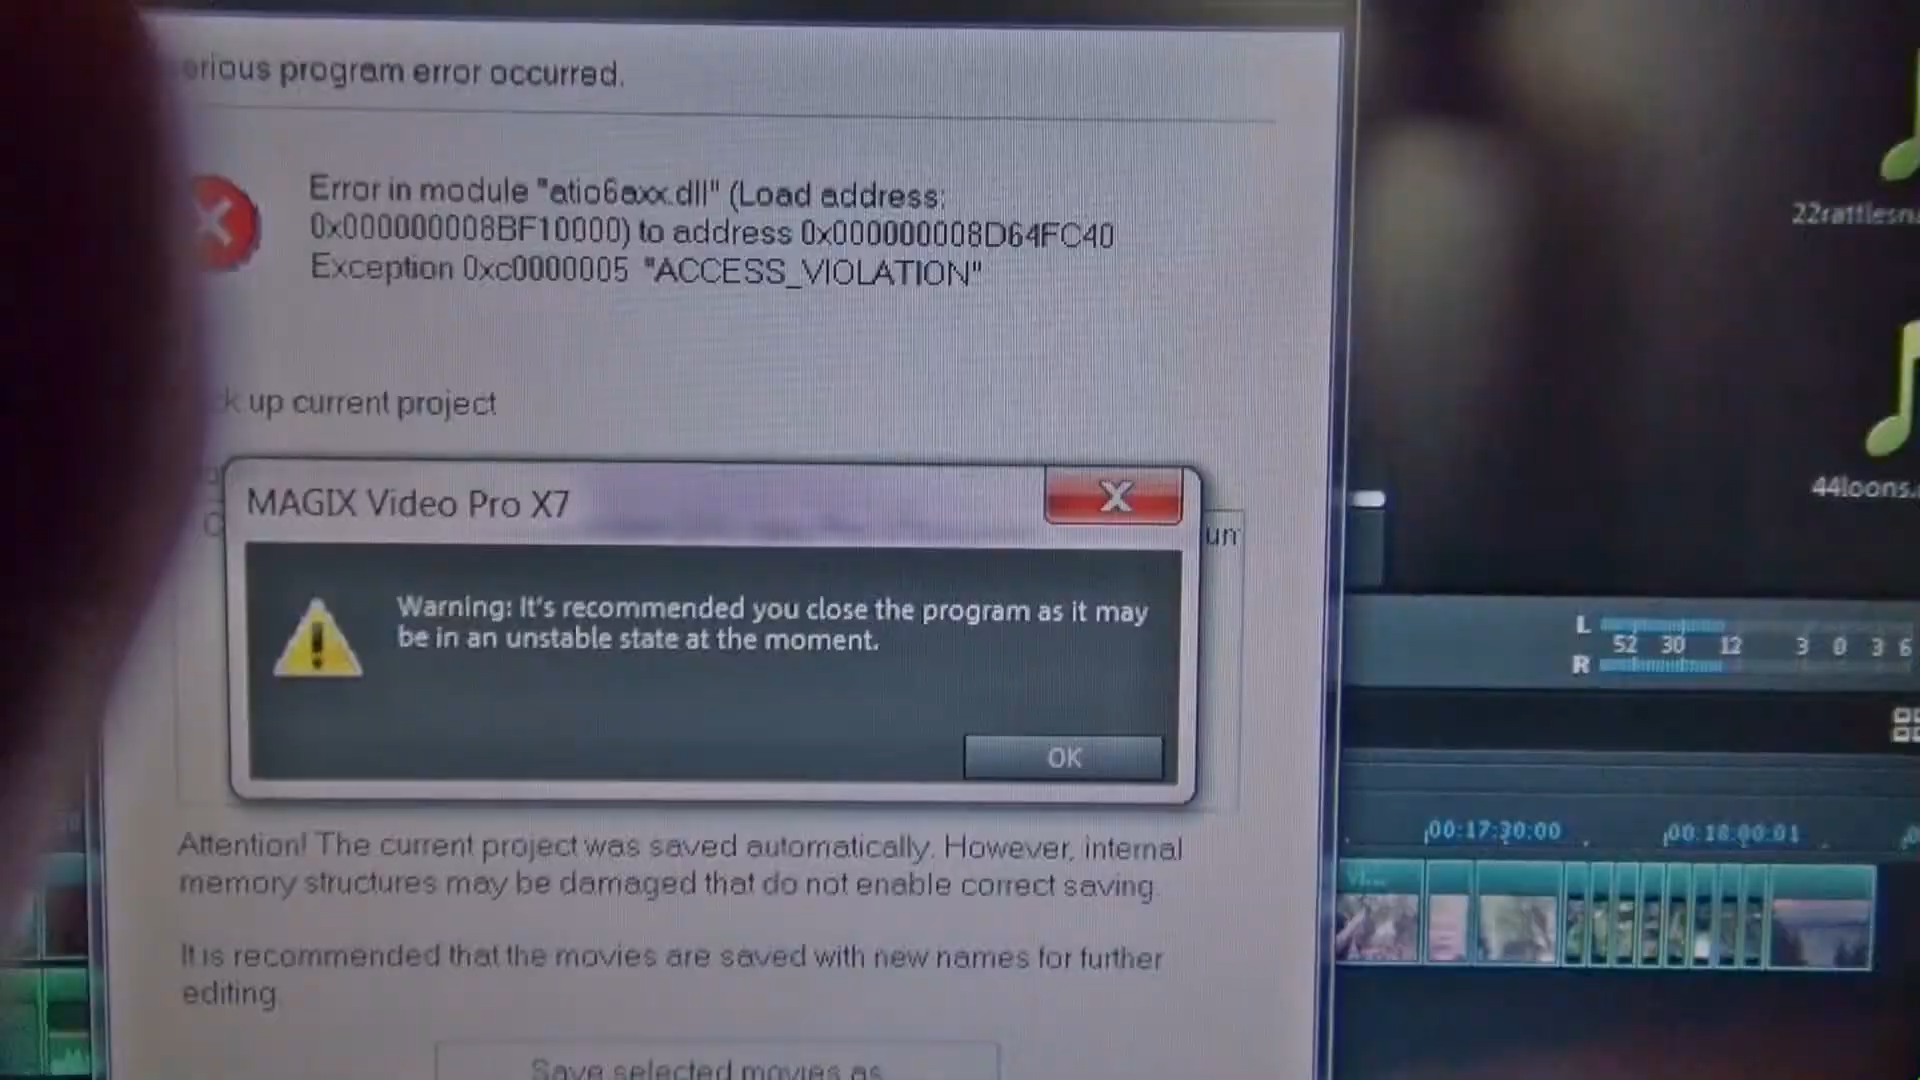 erious program error occurred.
Error in module "atio6axx.dll" (Load address:
0x000000008BF10000) to address 0x000000008D64FC40
Exception 0xc0000005 "ACCESS_VIOLATION"
k up current project
MAGIX Video Pro X7
X
Warning: It's recommended you close the program as it may
be in an unstable state at the moment.
OK
Attention! The current project was saved automatically. However, internal
memory structures may be damaged that do not enable correct saving.
It is recommended that the movies are saved with new names for further
editing.
Save selected movies as
22rattlesn
44loons.
L
52 30 12 3 0 3 6
R
00:17:30:00 00:18:00:01